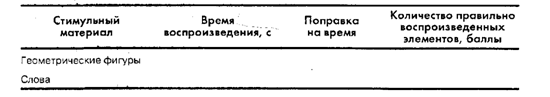 Стимульный материал Время воспроизведения, с Поправка на время Количество правильно воспроизведенных элементов, баллы
Геометрические фигуры
Слова